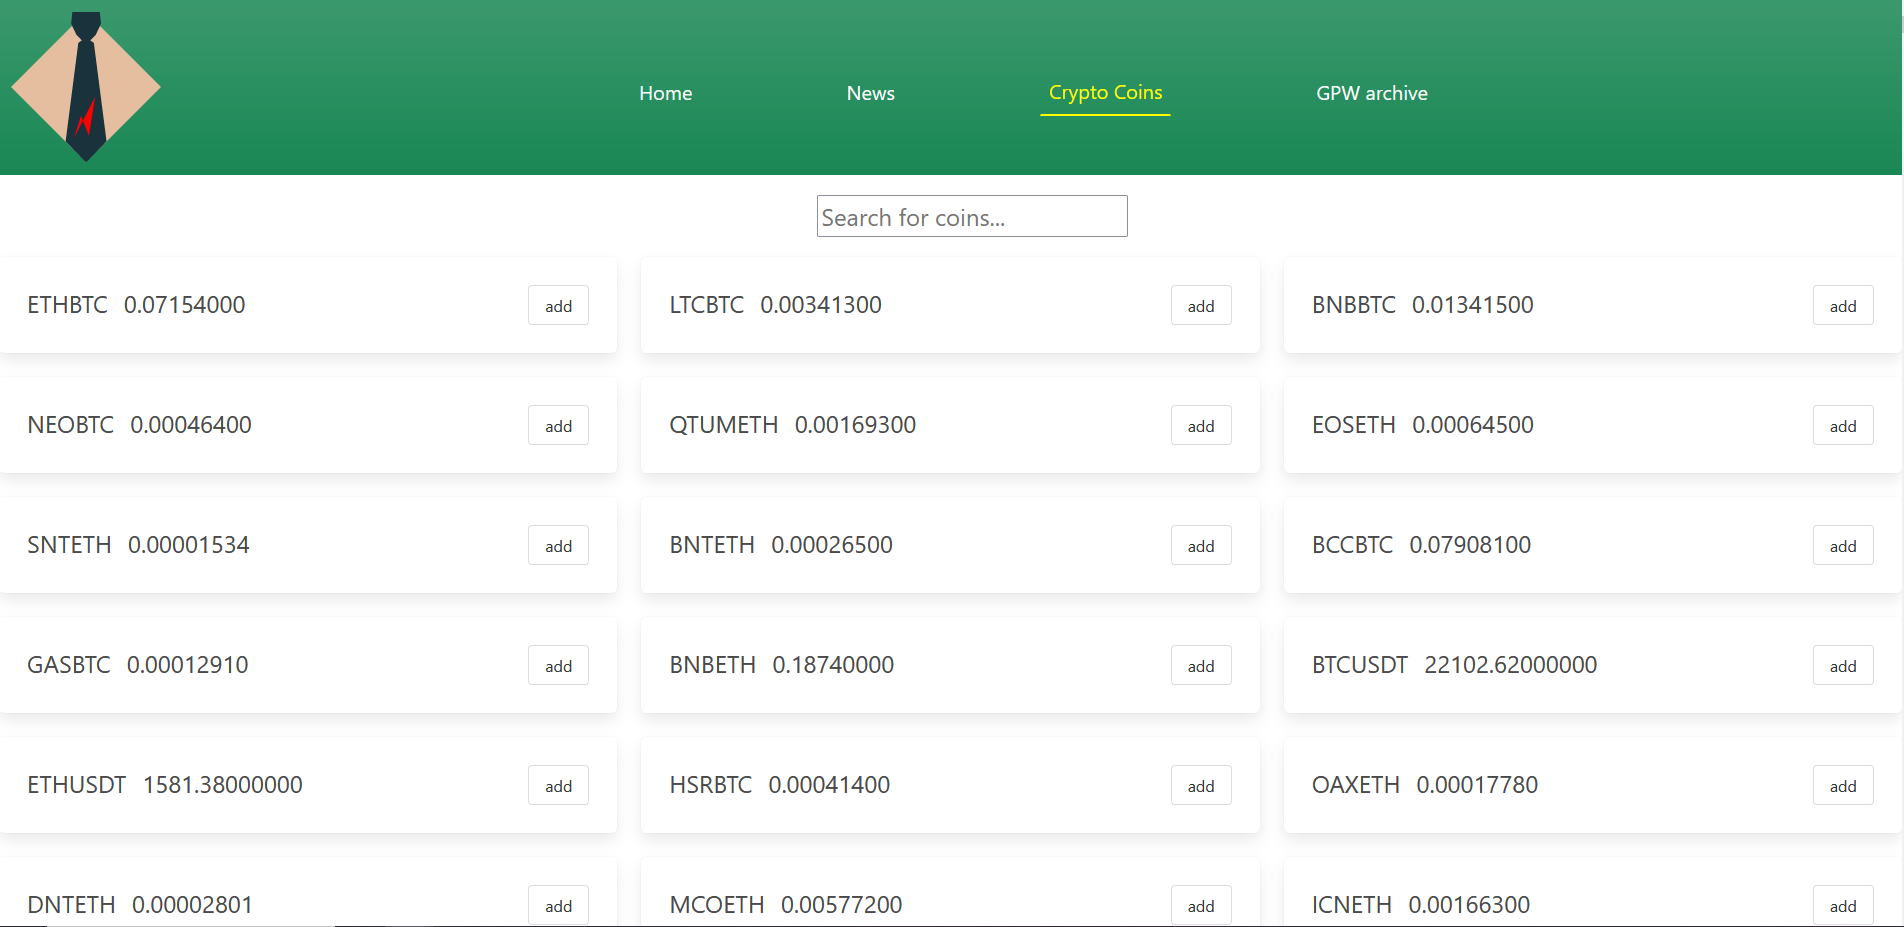 Home News Crypto Coins GPW archive
Search for coins...
ETHBTC 0.07154000 add LTCBTC 0.00341300 add BNBBTC 0.01341500 add
NEOBTC 0.00046400 add QTUMETH 0.00169300 add EOSETH 0.00064500 add
SNTETH 0.00001534 add BNTETH 0.00026500 add BCCBTC 0.07908100 add
GASBTC 0.00012910 add BNBETH 0.18740000 add BTCUSDT 22102.62000000 add
ETHUSDT 1581.38000000 add HSRBTC 0.00041400 add OAXETH 0.00017780 add
DNTETH 0.00002801 add MCOETH 0.00577200 add ICNETH 0.00166300 add